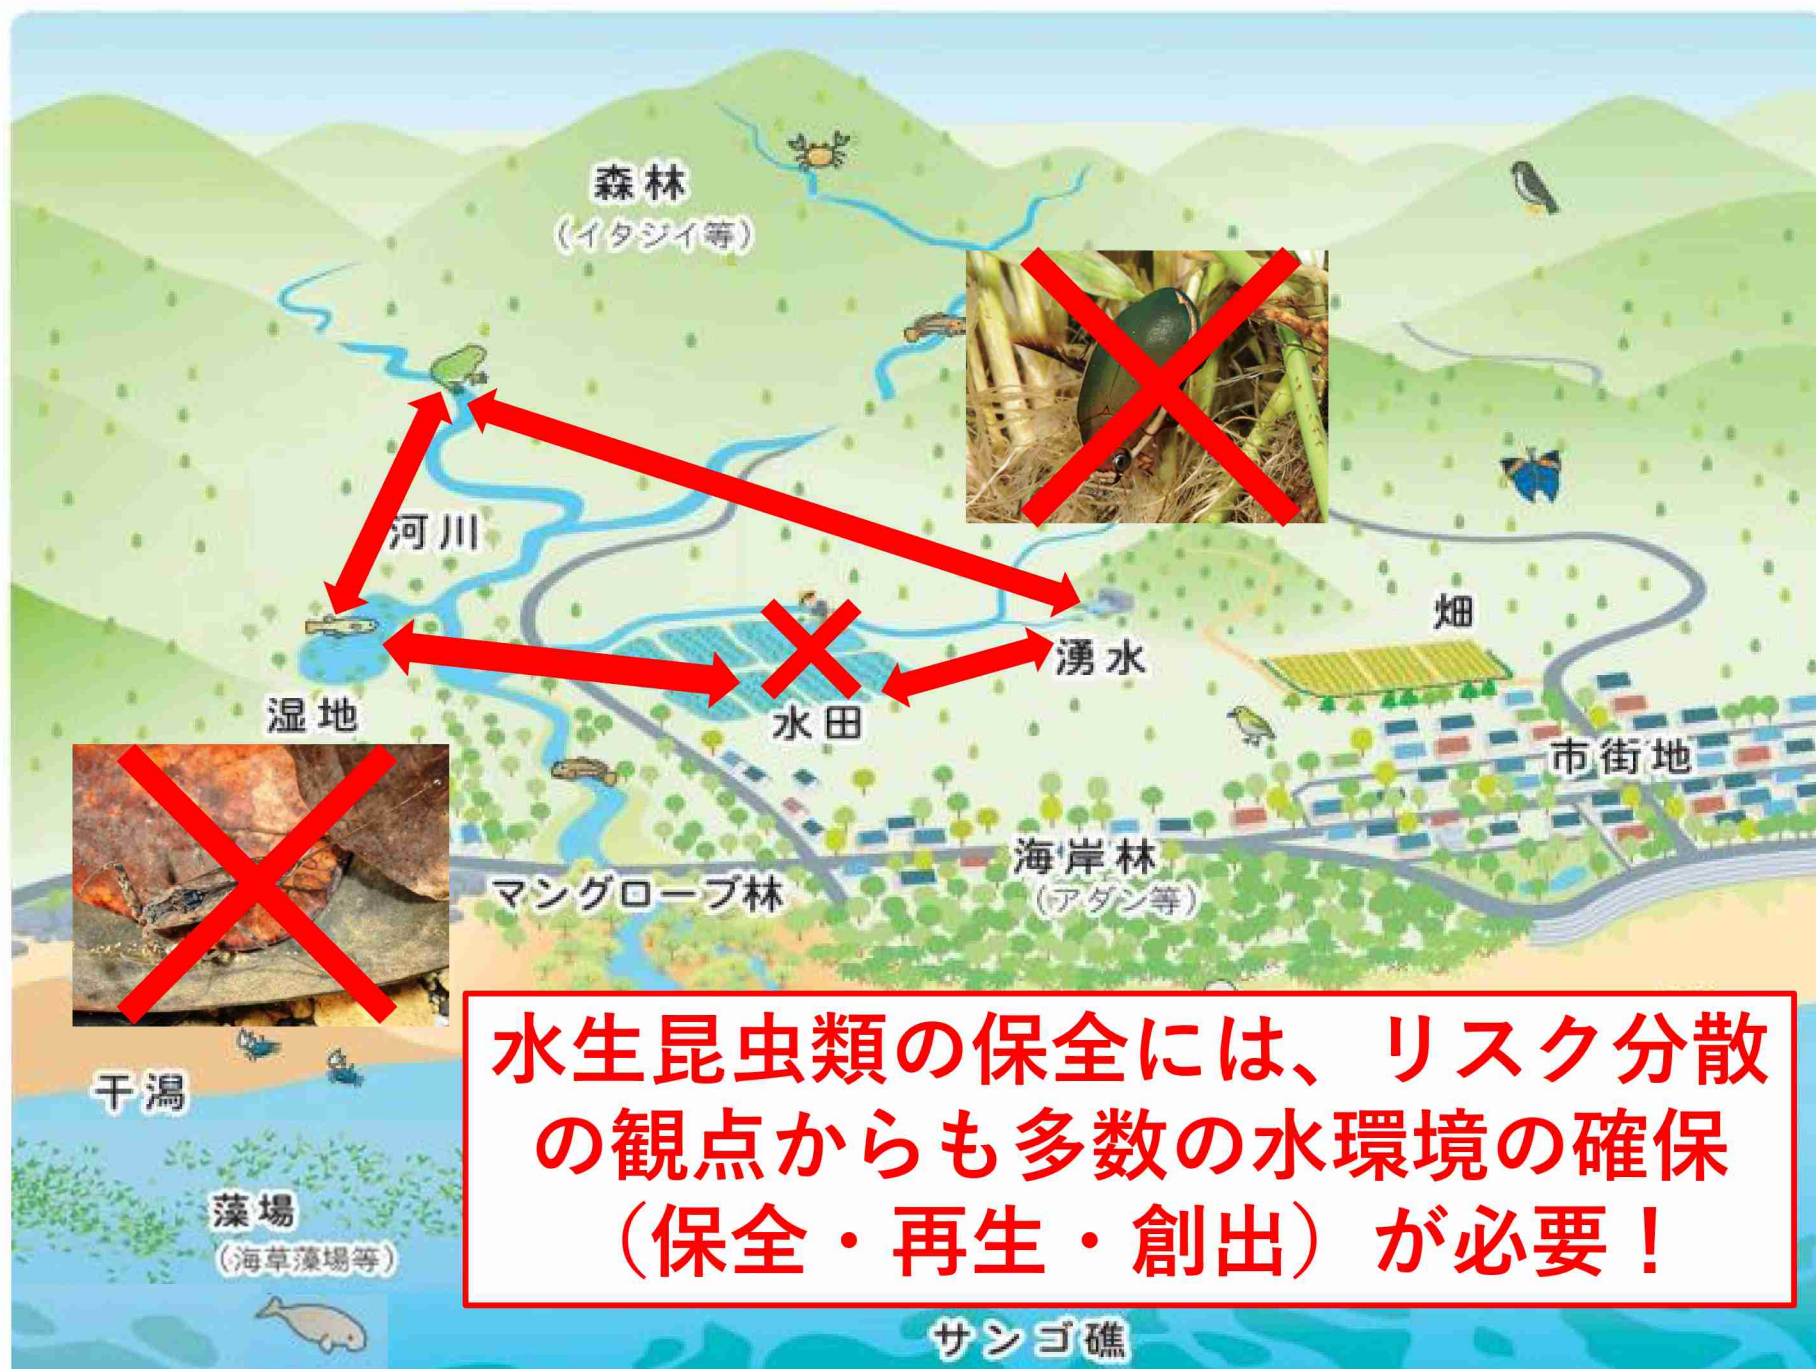 森林
(イタジイ等)
河川
畑
湧水
湿地
水田
市街地
海岸林
(アダン等)
マングローブ林
水生昆虫類の保全には、リスク分散
の観点からも多数の水環境の確保
(保全・再生・創出)が必要!
干潟
藻場
(海草藻場等)
サンゴ礁